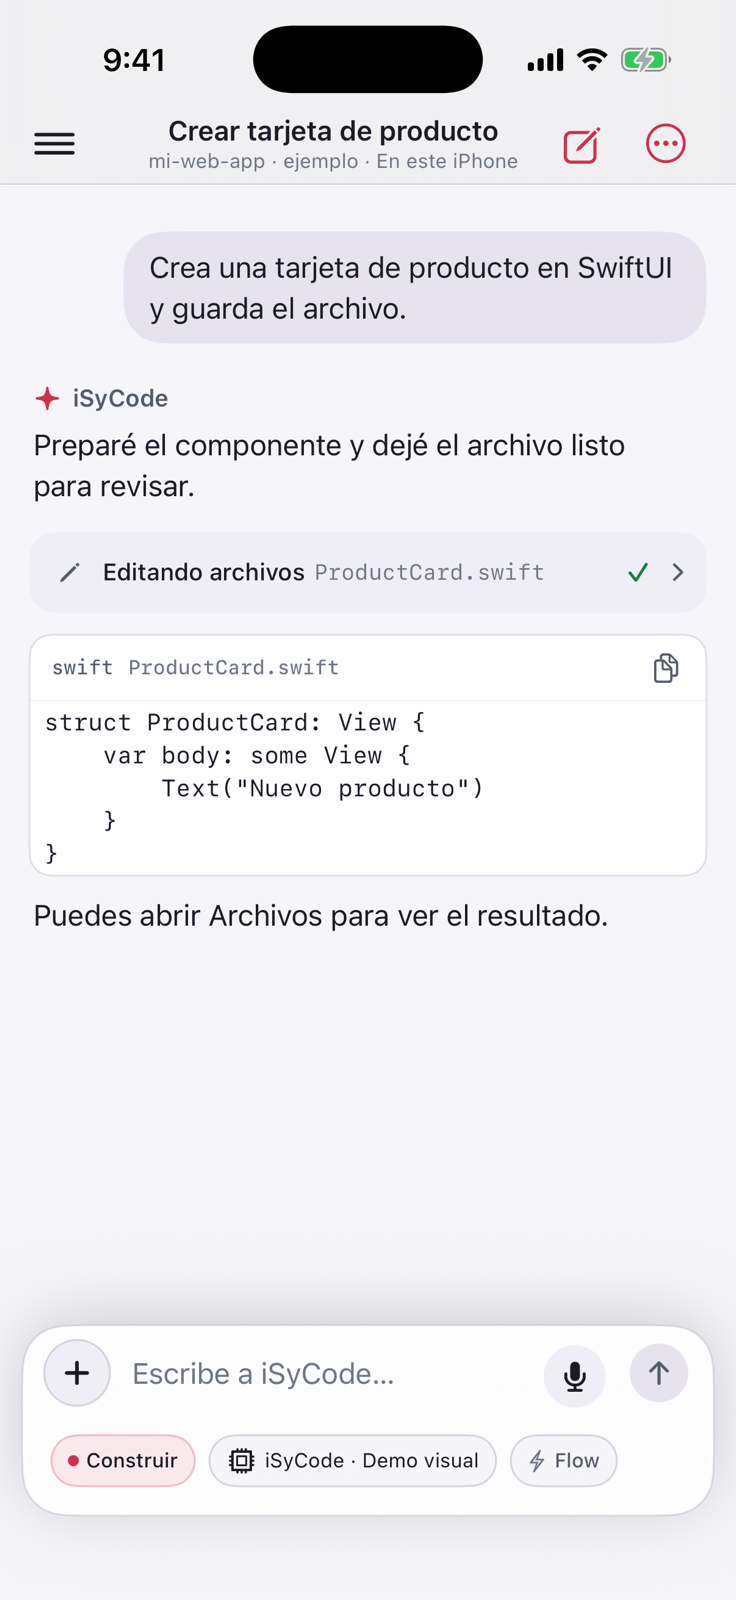 9:41
Crear tarjeta de producto
mi-web-app · ejemplo · En este iPhone
Crea una tarjeta de producto en SwiftUI
y guarda el archivo.
iSyCode
Preparé el componente y dejé el archivo listo
para revisar.
Editando archivos ProductCard.swift
swift ProductCard.swift
struct ProductCard: View {
    var body: some View {
        Text("Nuevo producto")
    }
}
Puedes abrir Archivos para ver el resultado.
Escribe a iSyCode...
Construir
iSyCode · Demo visual
Flow